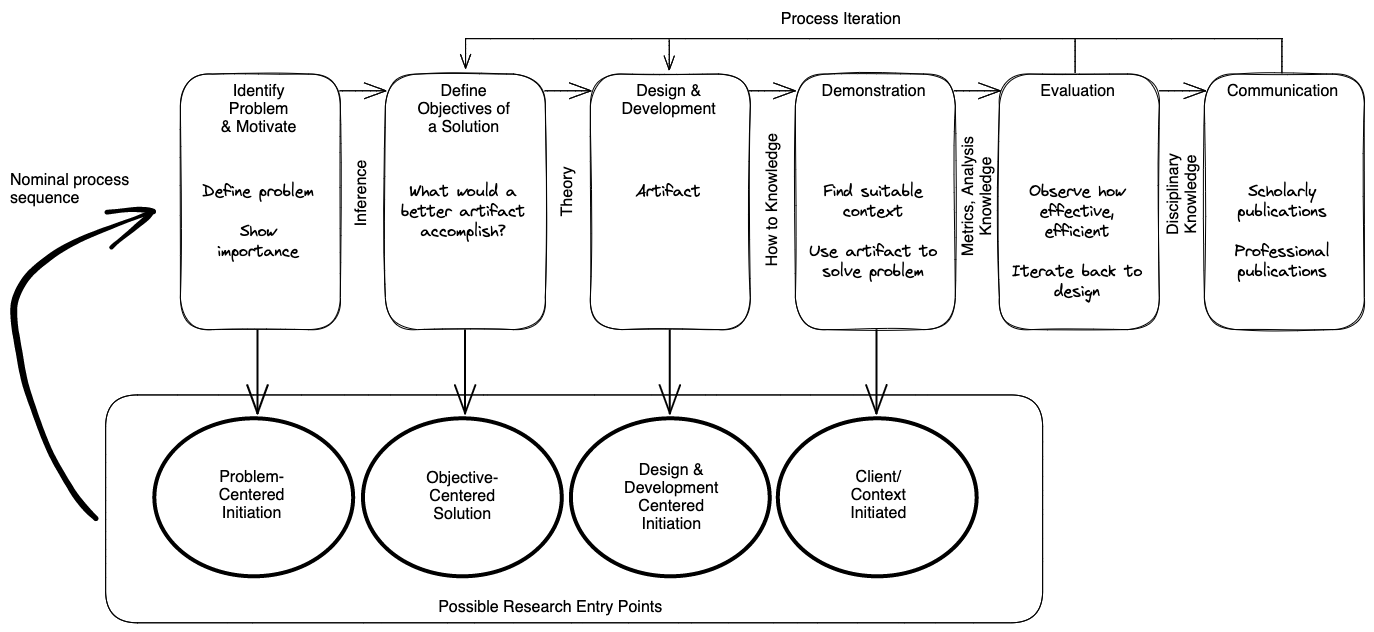 Process Iteration
Identify
Problem
& Motivate
Define problem
Show
importance
Inference
Define
Objectives of
a Solution
What would a
better artifact
accomplish?
Theory
Design &
Development
Artifact
How to Knowledge
Demonstration
Find suitable
context
Use artifact to
solve problem
Metrics, Analysis
Knowledge
Evaluation
Observe how
effective,
efficient
Iterate back to
design
Disciplinary
Knowledge
Communication
Scholarly
publications
Professional
publications
Nominal process
sequence
Problem-
Centered
Initiation
Objective-
Centered
Solution
Design &
Development
Centered
Initiation
Client/
Context
Initiated
Possible Research Entry Points